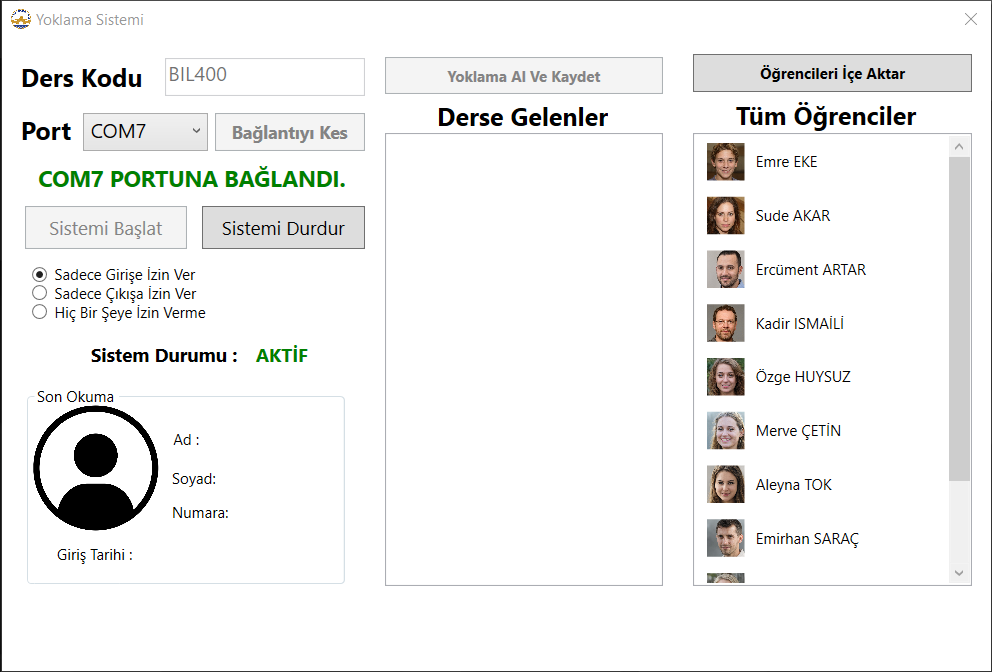 Yoklama Sistemi
Ders Kodu
BIL400
Port
COM7
Bağlantıyı Kes
COM7 PORTUNA BAĞLANDI.
Sistemi Başlat
Sistemi Durdur
Sadece Girişe İzin Ver
Sadece Çıkışa İzin Ver
Hiç Bir Şeye İzin Verme
Sistem Durumu :
AKTİF
Son Okuma
Ad :
Soyad:
Numara:
Giriş Tarihi :
Yoklama Al Ve Kaydet
Derse Gelenler
Öğrencileri İçe Aktar
Tüm Öğrenciler
Emre EKE
Sude AKAR
Ercüment ARTAR
Kadir ISMAİLİ
Özge HUYSUZ
Merve ÇETİN
Aleyna TOK
Emirhan SARAÇ